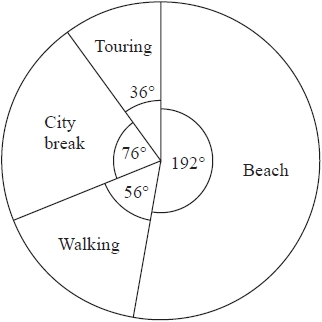 Touring
36°
City
break
76°
192°
Beach
56°
Walking